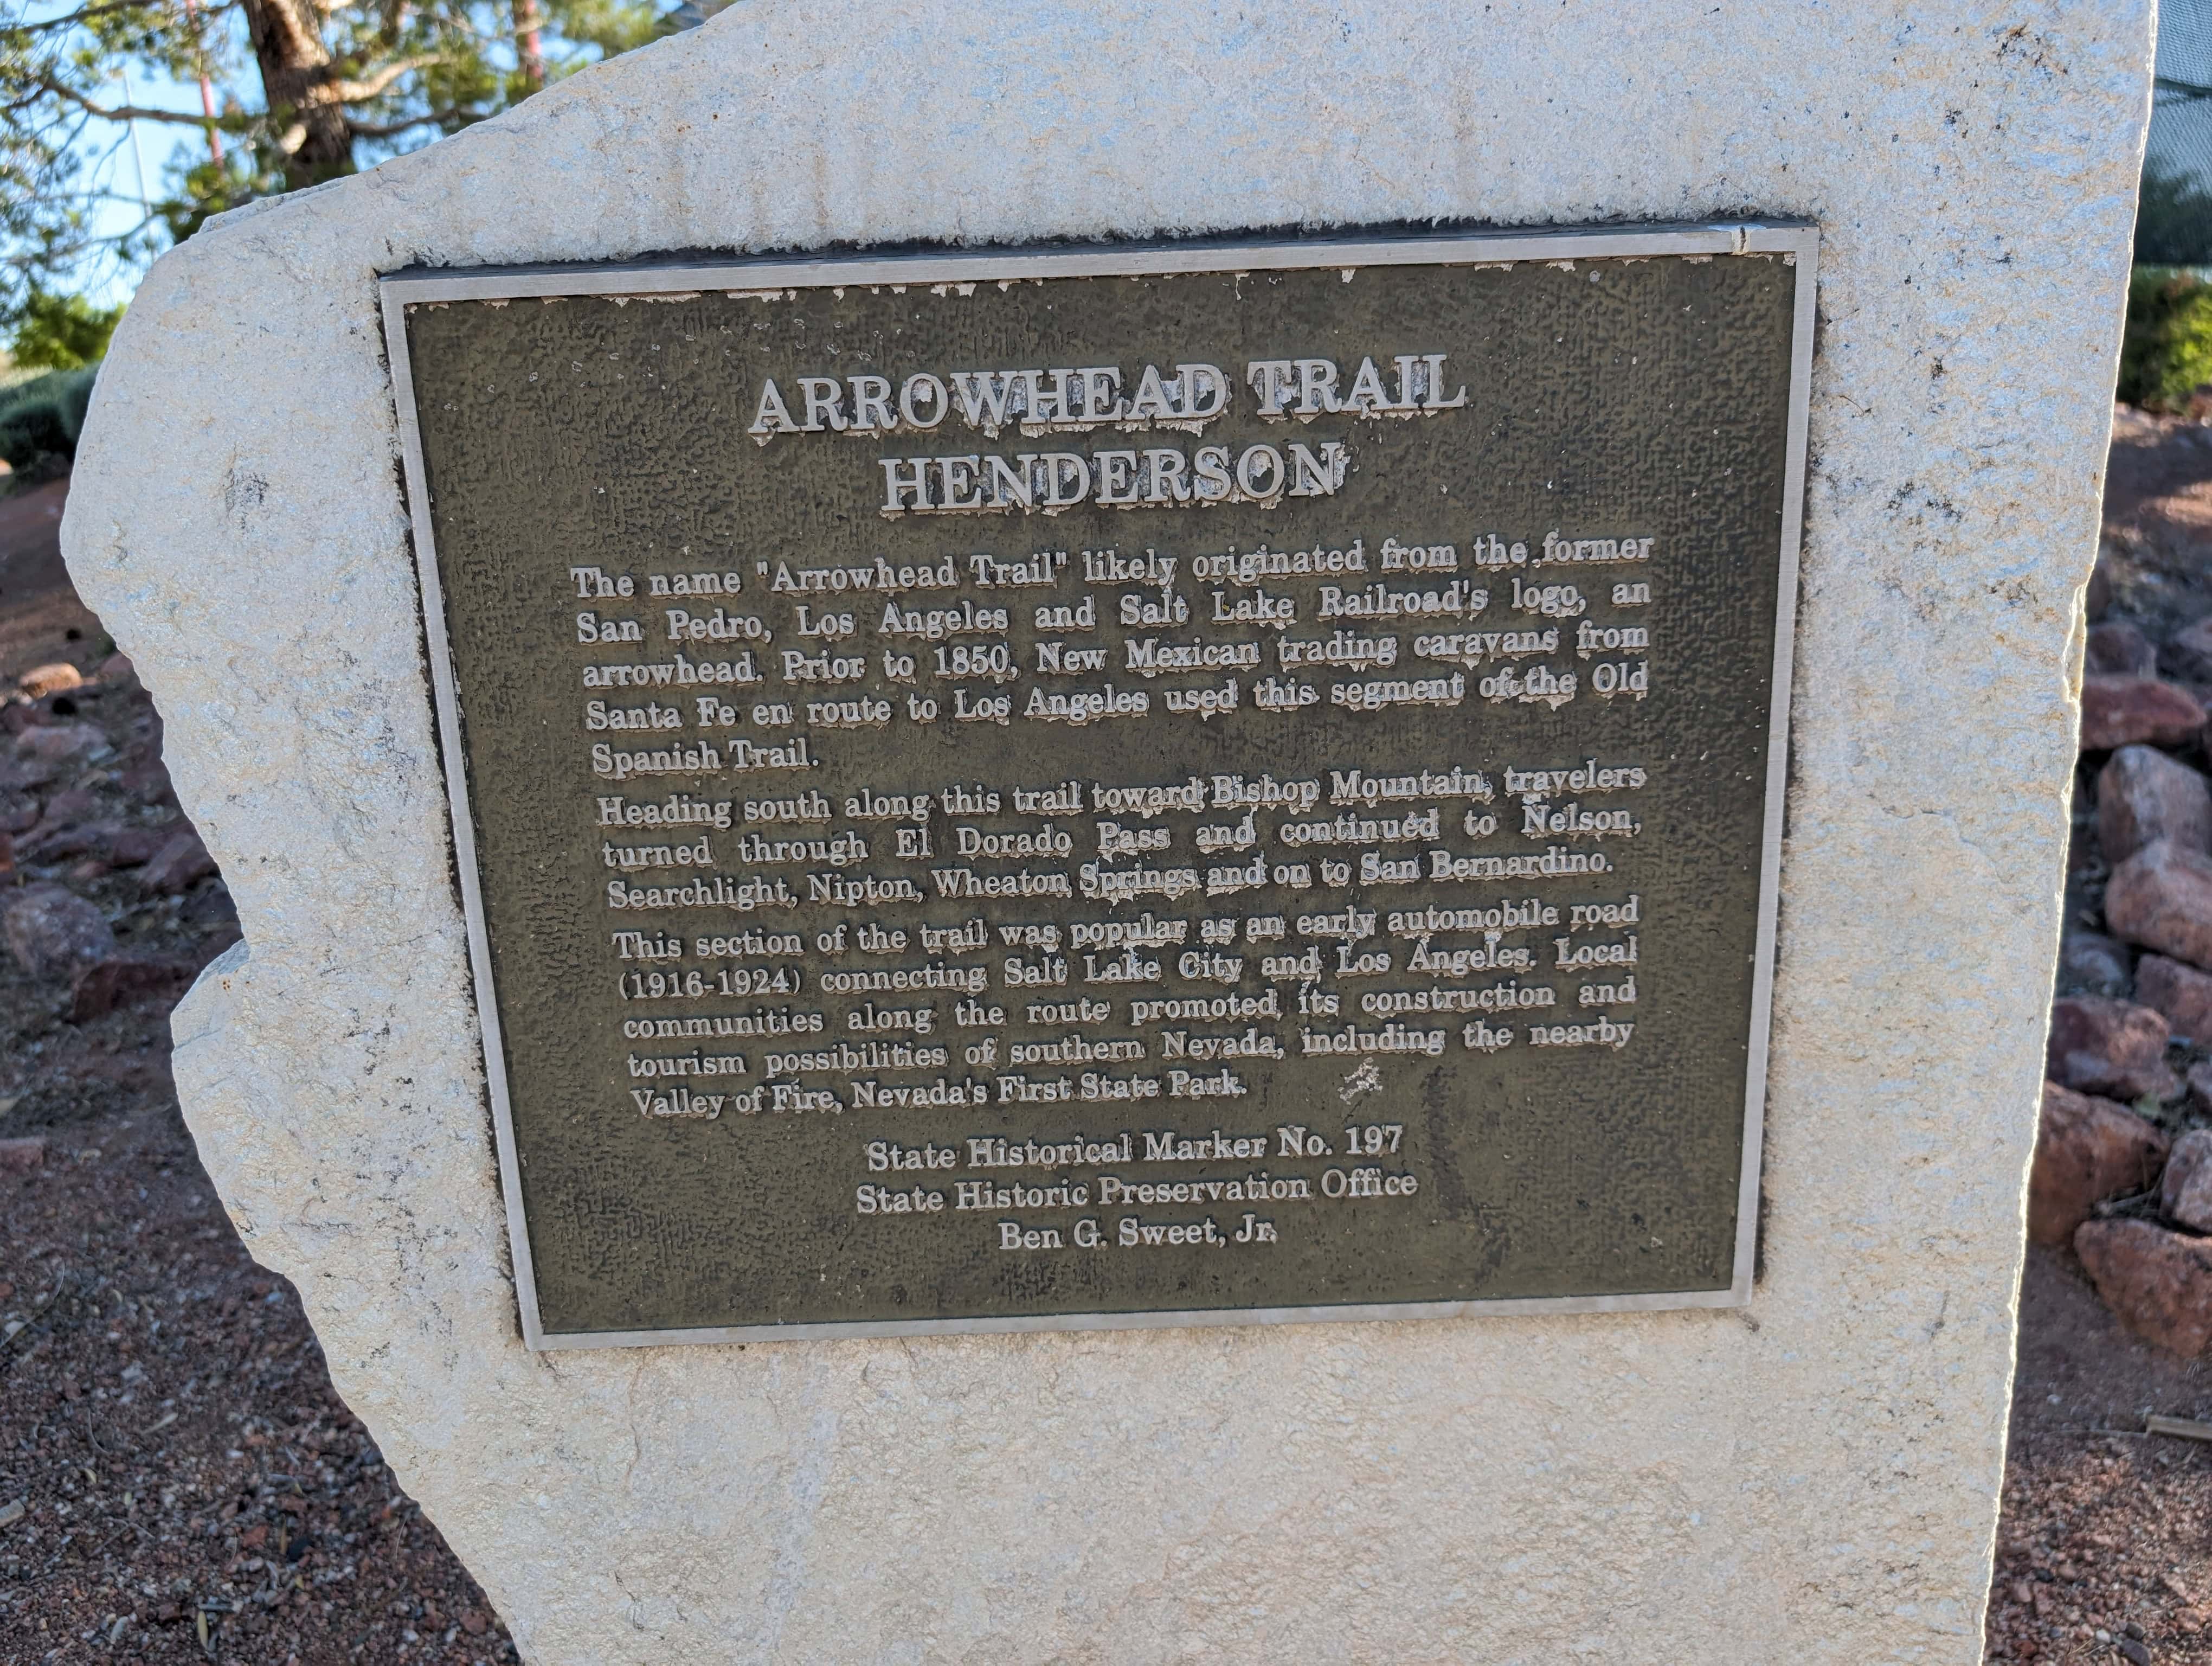 ARROWHEAD TRAIL
HENDERSON
The name "Arrowhead Trail" likely originated from the former
San Pedro, Los Angeles and Salt Lake Railroad's logo, an
arrowhead. Prior to 1850, New Mexican trading caravans from
Santa Fe en route to Los Angeles used this segment of the Old
Spanish Trail.
Heading south along this trail toward Bishop Mountain, travelers
turned through El Dorado Pass and continued to Nelson,
Searchlight, Nipton, Wheaton Springs and on to San Bernardino.
This section of the trail was popular as an early automobile road
(1916-1924) connecting Salt Lake City and Los Angeles. Local
communities along the route promoted its construction and
tourism possibilities of southern Nevada, including the nearby
Valley of Fire, Nevada's First State Park.
State Historical Marker No. 197
State Historic Preservation Office
Ben G. Sweet, Jr.